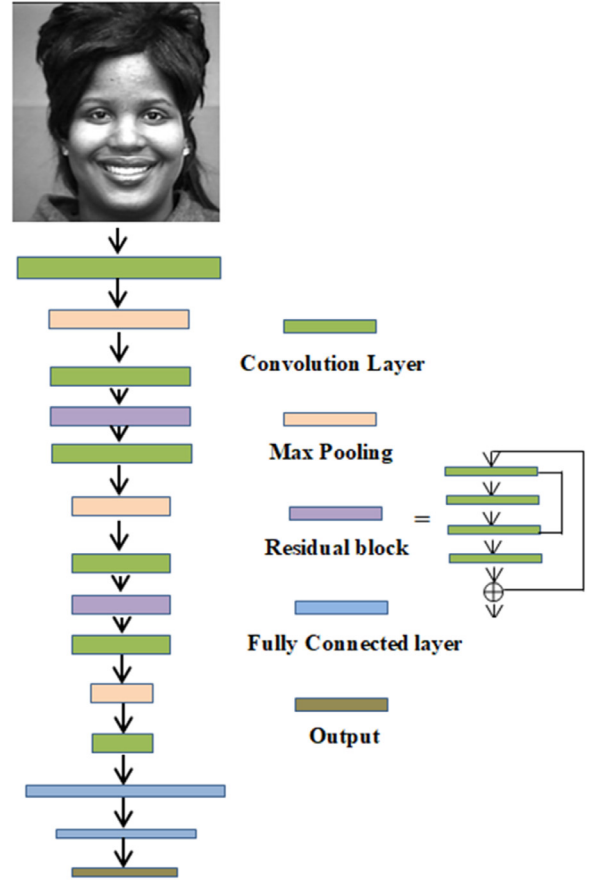 Convolution Layer
Max Pooling
Residual block
=
Fully Connected layer
Output